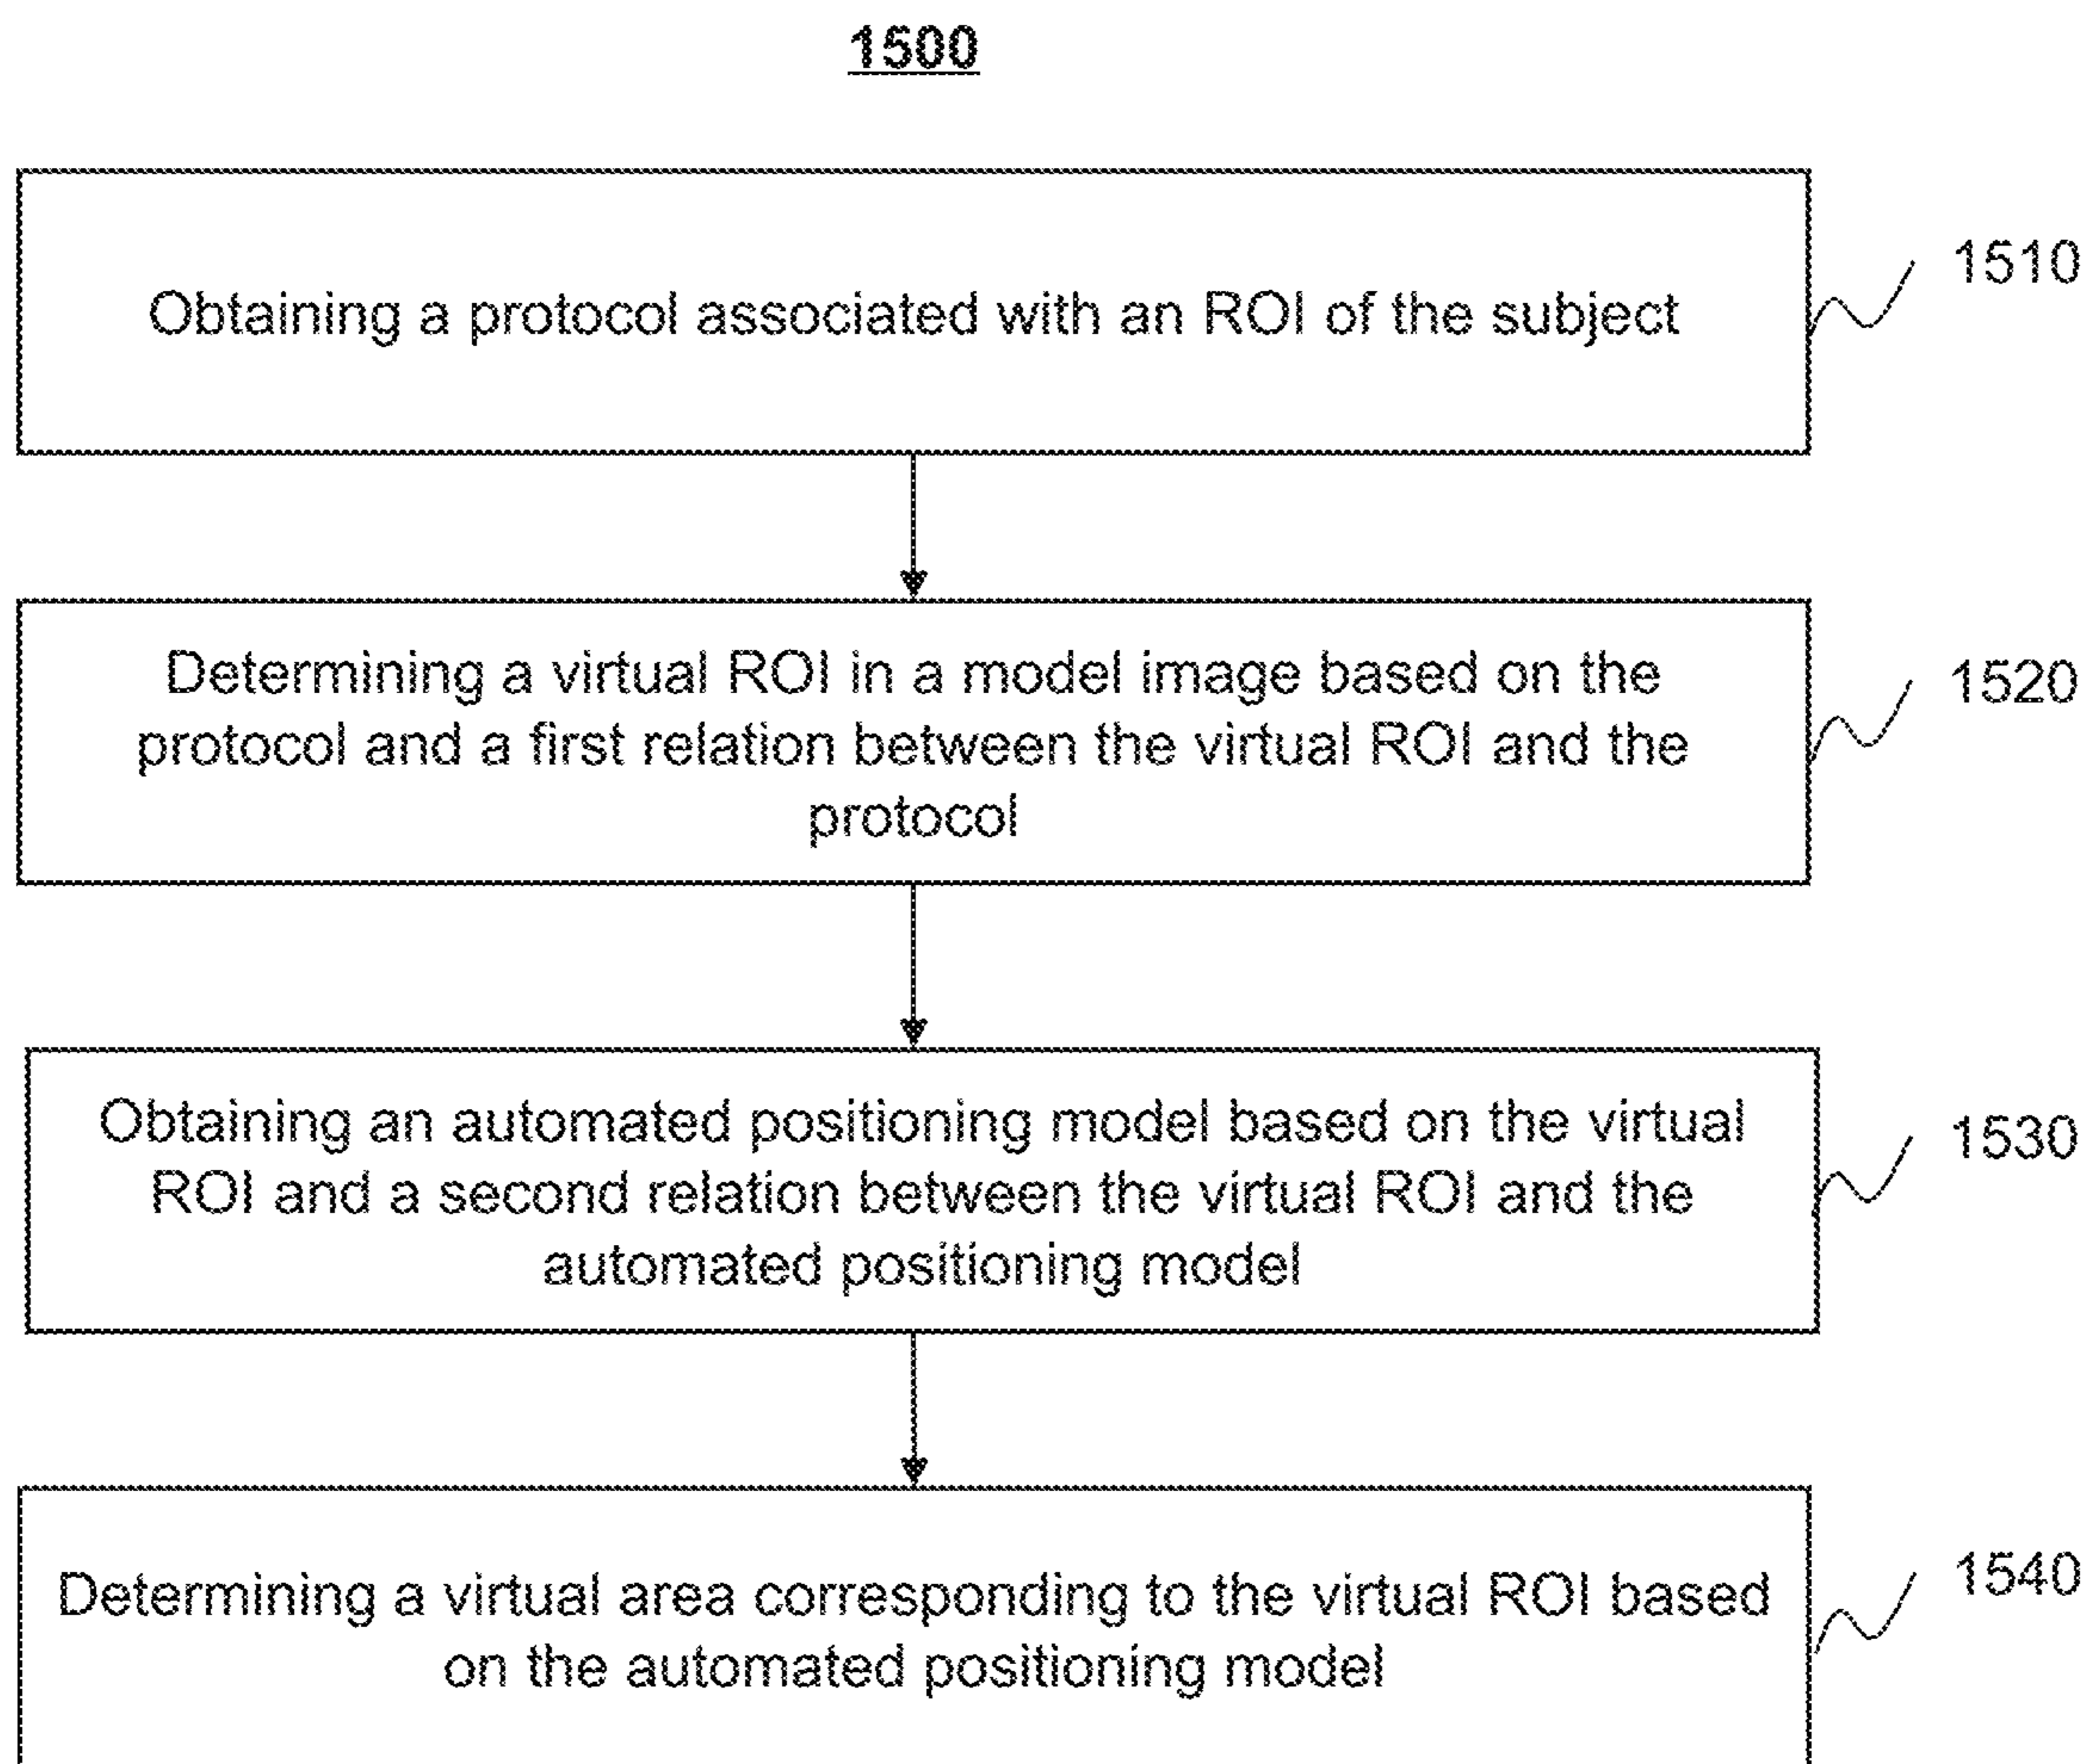 1500
Obtaining a protocol associated with an ROI of the subject
1510
Determining a virtual ROI in a model image based on the
protocol and a first relation between the virtual ROI and the
protocol
1520
Obtaining an automated positioning model based on the virtual
ROI and a second relation between the virtual ROI and the
automated positioning model
1530
Determining a virtual area corresponding to the virtual ROI based
on the automated positioning model
1540